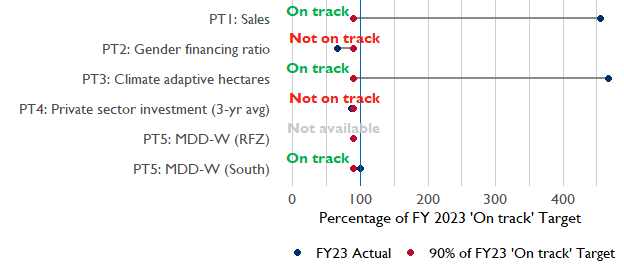 On track
PT1: Sales
Not on track
PT2: Gender financing ratio
On track
PT3: Climate adaptive hectares
Not on track
PT4: Private sector investment (3-yr avg)
Not available
PT5: MDD-W (RFZ)
On track
PT5: MDD-W (South)
0 100 200 300 400
Percentage of FY 2023 'On track' Target
FY23 Actual 90% of FY23 'On track' Target